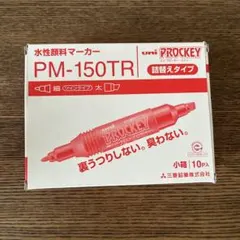 水性顔料マーカー
PM-150TR
uni PROCKEY
詰替えタイプ
細
太
PROCKEY
裏うつりしない。臭わない。
小箱 10本入
三菱鉛筆株式会社